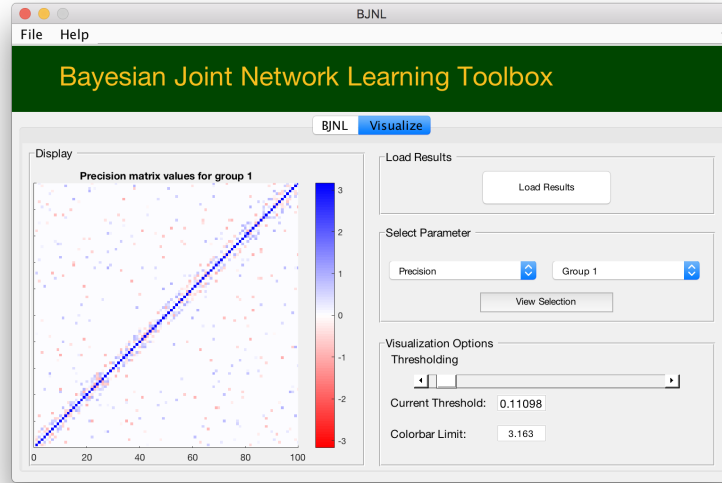 BJNL
File Help
Bayesian Joint Network Learning Toolbox
BJNL Visualize
Display
Precision matrix values for group 1
3
2
1
0
-1
-2
-3
0 20 40 60 80 100
Load Results
Load Results
Select Parameter
Precision Group 1
View Selection
Visualization Options
Thresholding
Current Threshold: 0.11098
Colorbar Limit: 3.163